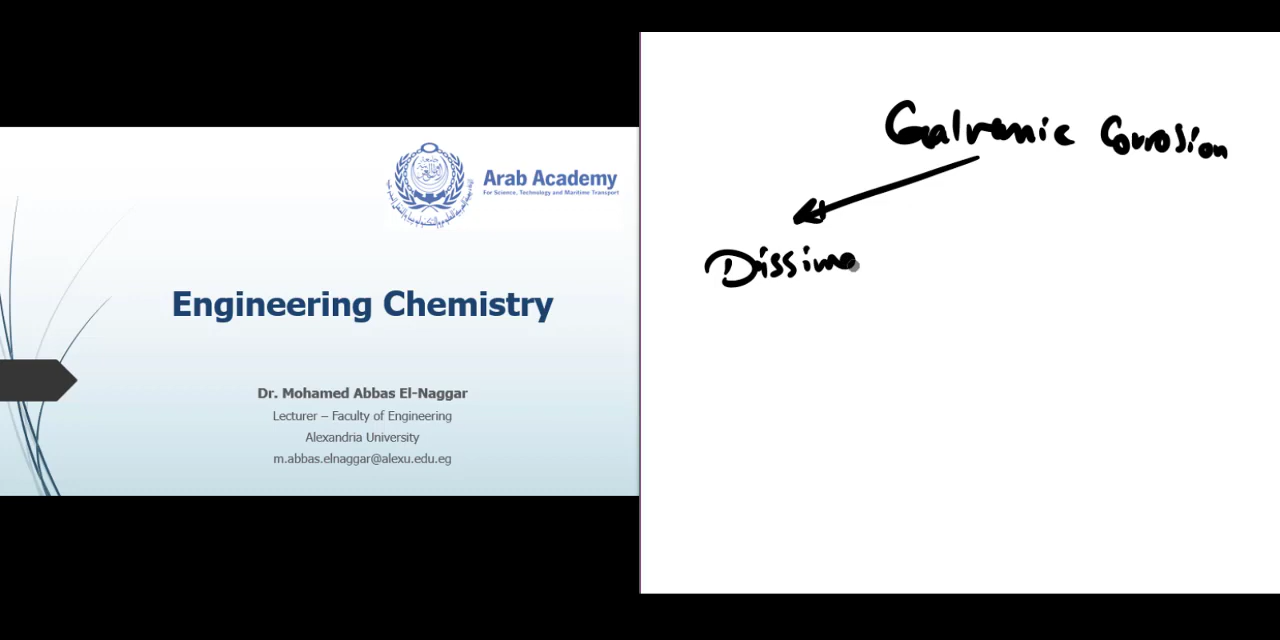 Arab Academy
For Science, Technology and Maritime Transport
Engineering Chemistry
Dr. Mohamed Abbas El-Naggar
Lecturer – Faculty of Engineering
Alexandria University
m.abbas.elnaggar@alexu.edu.eg
Galvanic Corrosion
Dissima